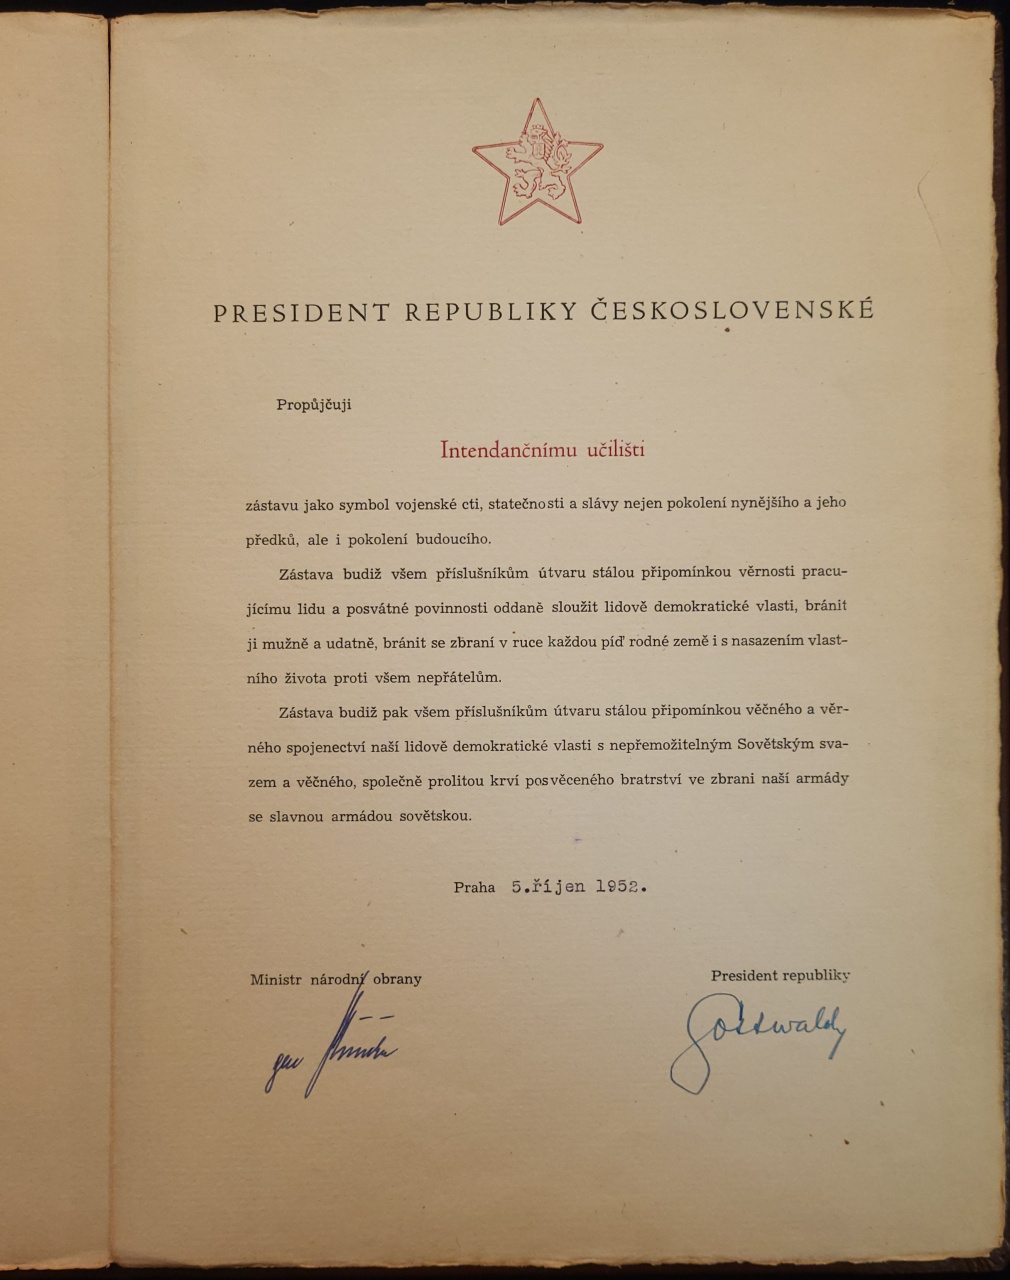 PRESIDENT REPUBLIKY ČESKOSLOVENSKÉ
Propůjčuji
Intendančnímu učilišti
zástavu jako symbol vojenské cti, statečnosti a slávy nejen pokolení nynějšího a jeho
předků, ale i pokolení budoucího.
Zástava budiž všem příslušníkům útvaru stálou připomínkou věrnosti pracu-
jícímu lidu a posvátné povinnosti oddaně sloužit lidově demokratické vlasti, bránit
ji mužně a udatně, bránit se zbraní v ruce každou píď rodné země i s nasazením vlast-
ního života proti všem nepřátelům.
Zástava budiž pak všem příslušníkům útvaru stálou připomínkou věčného a věr-
ného spojenectví naší lidově demokratické vlasti s nepřemožitelným Sovětským sva-
zem a věčného, společně prolitou krví posvěceného bratrství ve zbrani naší armády
se slavnou armádou sovětskou.
Praha 5.říjen 1952.
Ministr národní obrany President republiky
Gottwald